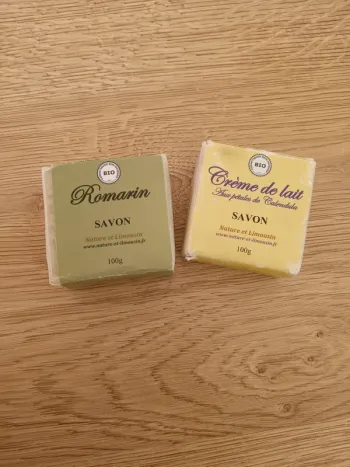 BIO
Romarin
SAVON
Nature et Limousin
www.nature-et-limousin.fr
100g
BIO
Crème de lait
Aux pétales de Calendula
SAVON
Nature et Limousin
www.nature-et-limousin.fr
100g